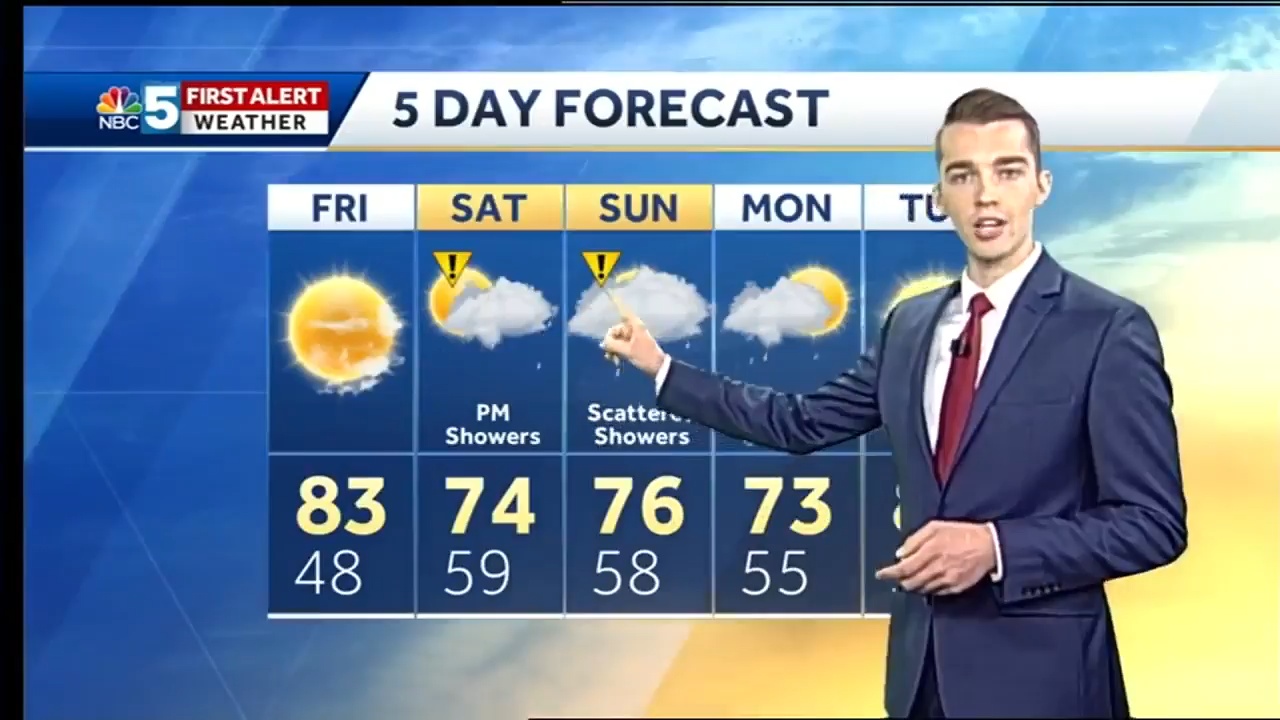 NBC 5 FIRST ALERT WEATHER
5 DAY FORECAST
FRI SAT SUN MON
! !
PM Showers
Showers
83 74 76 73
48 59 58 55